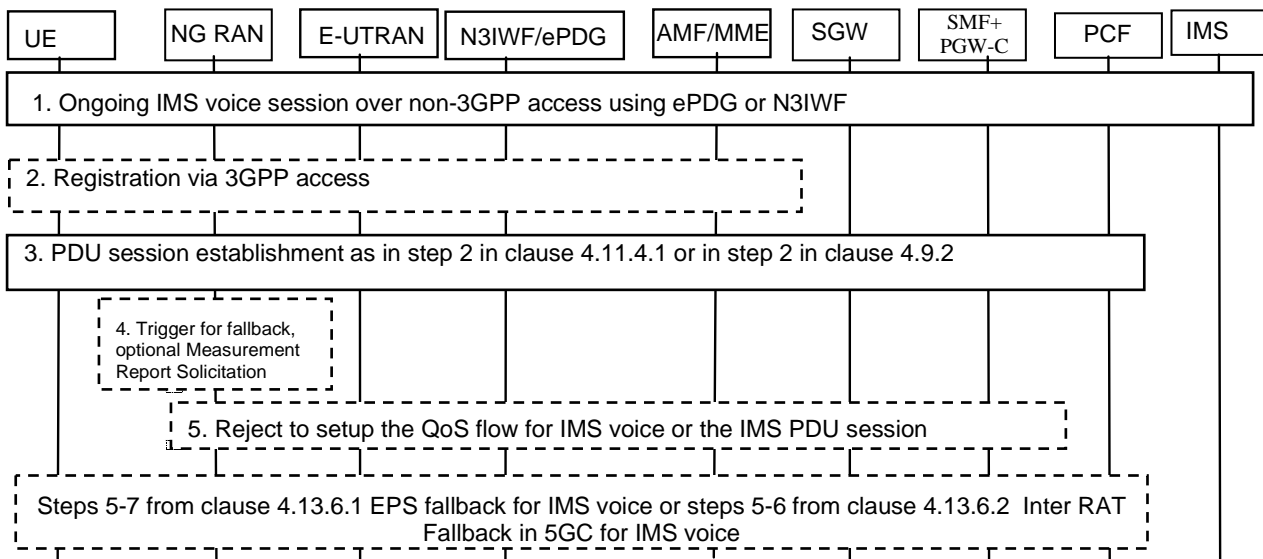 UE
NG RAN
E-UTRAN
N3IWF/ePDG
AMF/MME
SGW
SMF+
PGW-C
PCF
IMS
1. Ongoing IMS voice session over non-3GPP access using ePDG or N3IWF
2. Registration via 3GPP access
3. PDU session establishment as in step 2 in clause 4.11.4.1 or in step 2 in clause 4.9.2
4. Trigger for fallback,
optional Measurement
Report Solicitation
5. Reject to setup the QoS flow for IMS voice or the IMS PDU session
Steps 5-7 from clause 4.13.6.1 EPS fallback for IMS voice or steps 5-6 from clause 4.13.6.2 Inter RAT
Fallback in 5GC for IMS voice